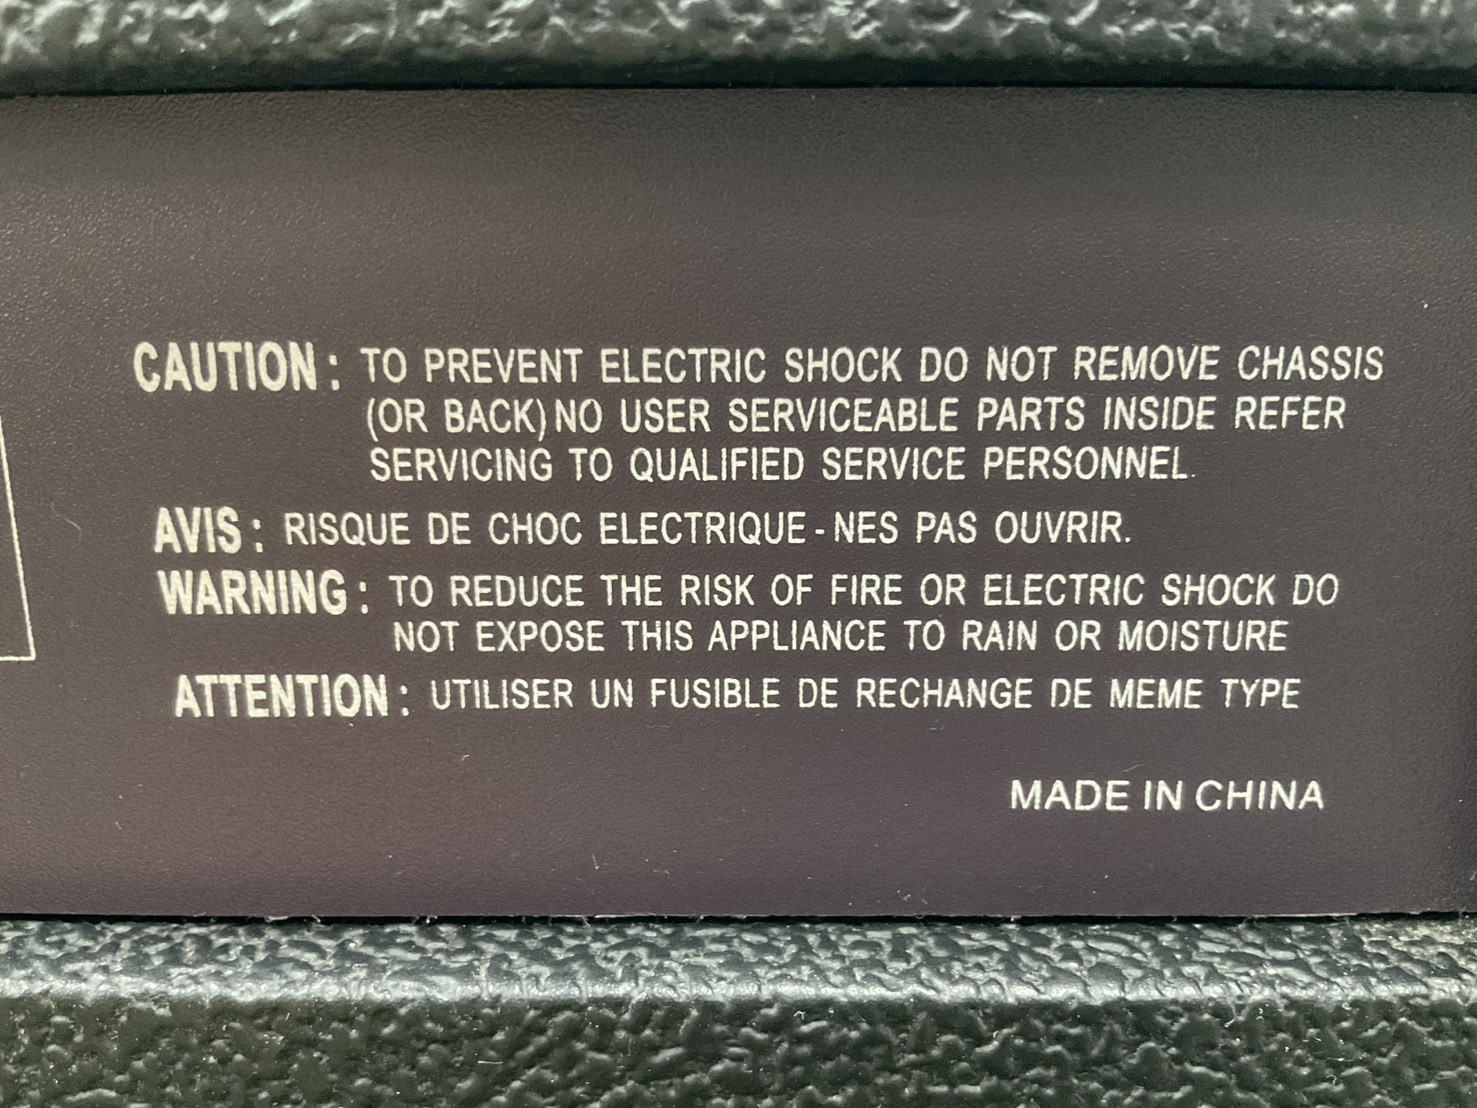 CAUTION : TO PREVENT ELECTRIC SHOCK DO NOT REMOVE CHASSIS
(OR BACK) NO USER SERVICEABLE PARTS INSIDE REFER
SERVICING TO QUALIFIED SERVICE PERSONNEL.
AVIS : RISQUE DE CHOC ELECTRIQUE - NES PAS OUVRIR.
WARNING : TO REDUCE THE RISK OF FIRE OR ELECTRIC SHOCK DO
NOT EXPOSE THIS APPLIANCE TO RAIN OR MOISTURE
ATTENTION : UTILISER UN FUSIBLE DE RECHANGE DE MEME TYPE
MADE IN CHINA